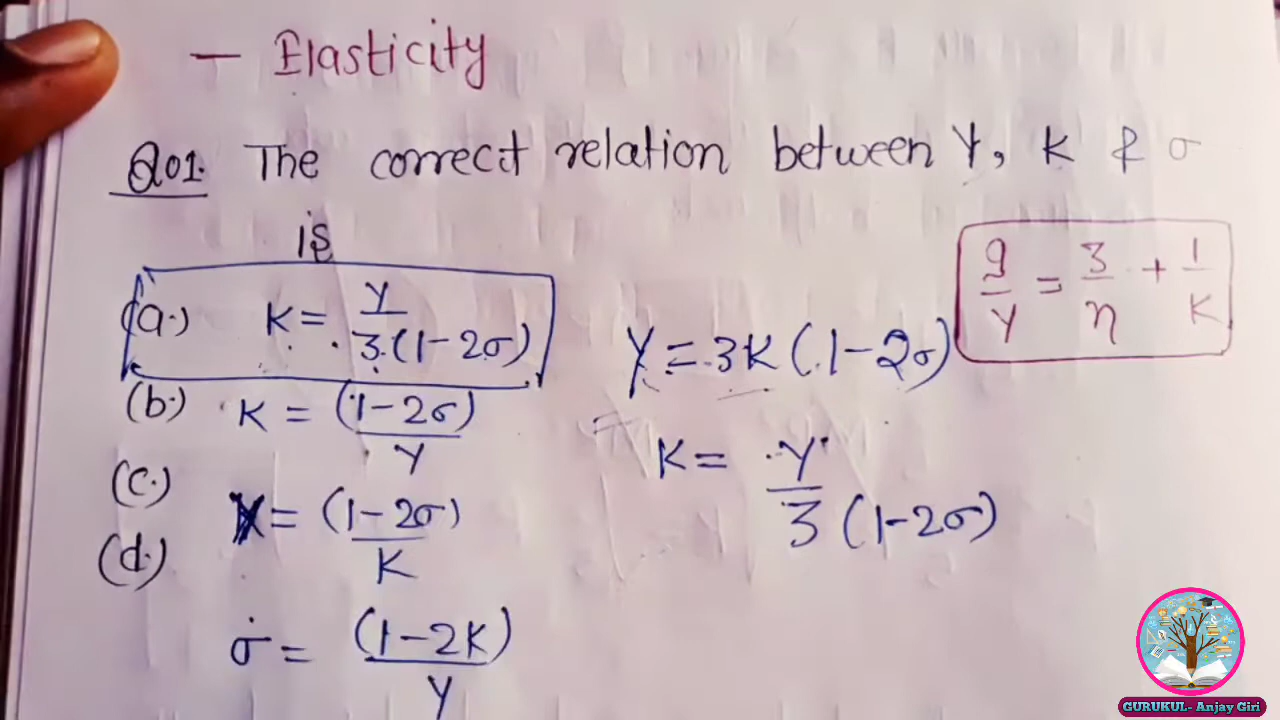 — Elasticity
Q01. The correct relation between Y, K & σ
is
(a.) K = Y / 3(1-2σ)
(b.) K = (1-2σ) / Y
(c.) Y = (1-2σ) / K
(d.) σ = (1-2K) / Y
Y = 3K(1-2σ)
K = Y / 3(1-2σ)
9/Y = 3/η + 1/K
GURUKUL- Anjay Giri